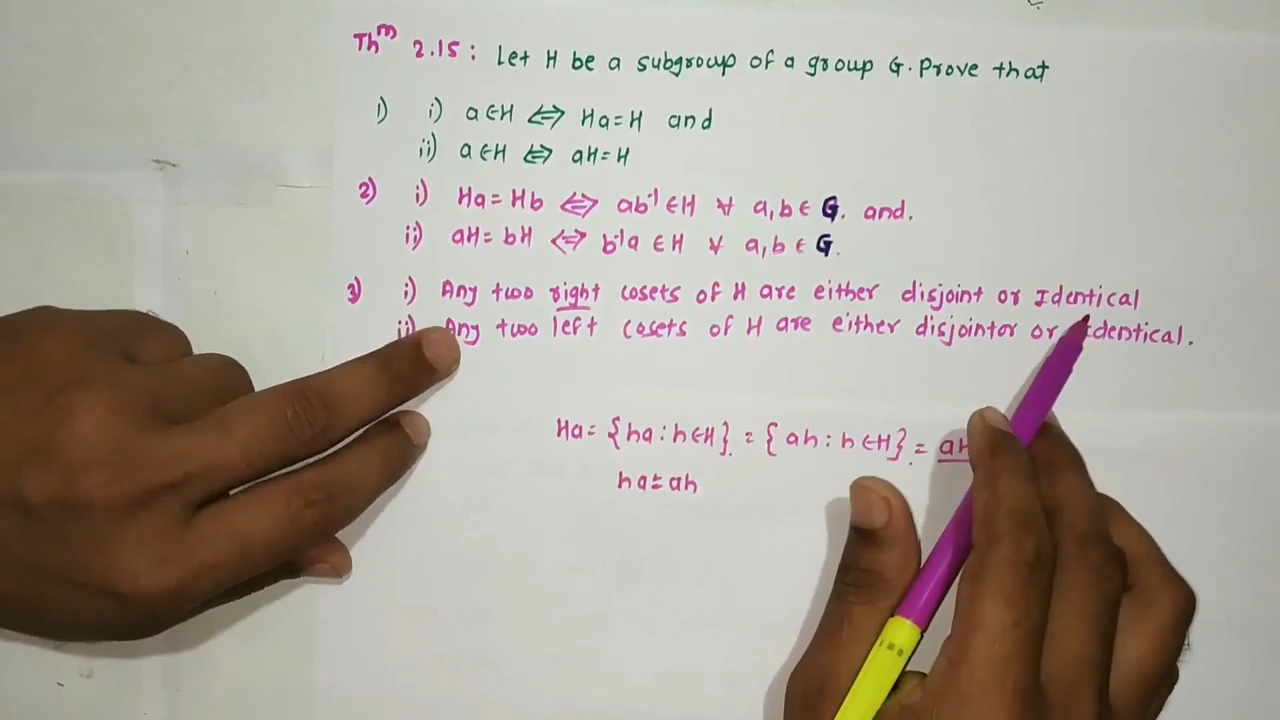 Thm 2.15: Let H be a subgroup of a group G. Prove that
1) i) a∈H ⇔ Ha=H and
ii) a∈H ⇔ aH=H
2) i) Ha=Hb ⇔ ab⁻¹∈H ∀ a,b∈ G. and.
ii) aH=bH ⇔ b⁻¹a ∈H ∀ a,b ∈ G.
3) i) Any two right cosets of H are either disjoint or Identical
ii) Any two left cosets of H are either disjointor or Identical.
Ha= {ha:h∈H}. = {ah:h∈H}. = aH
ha=ah